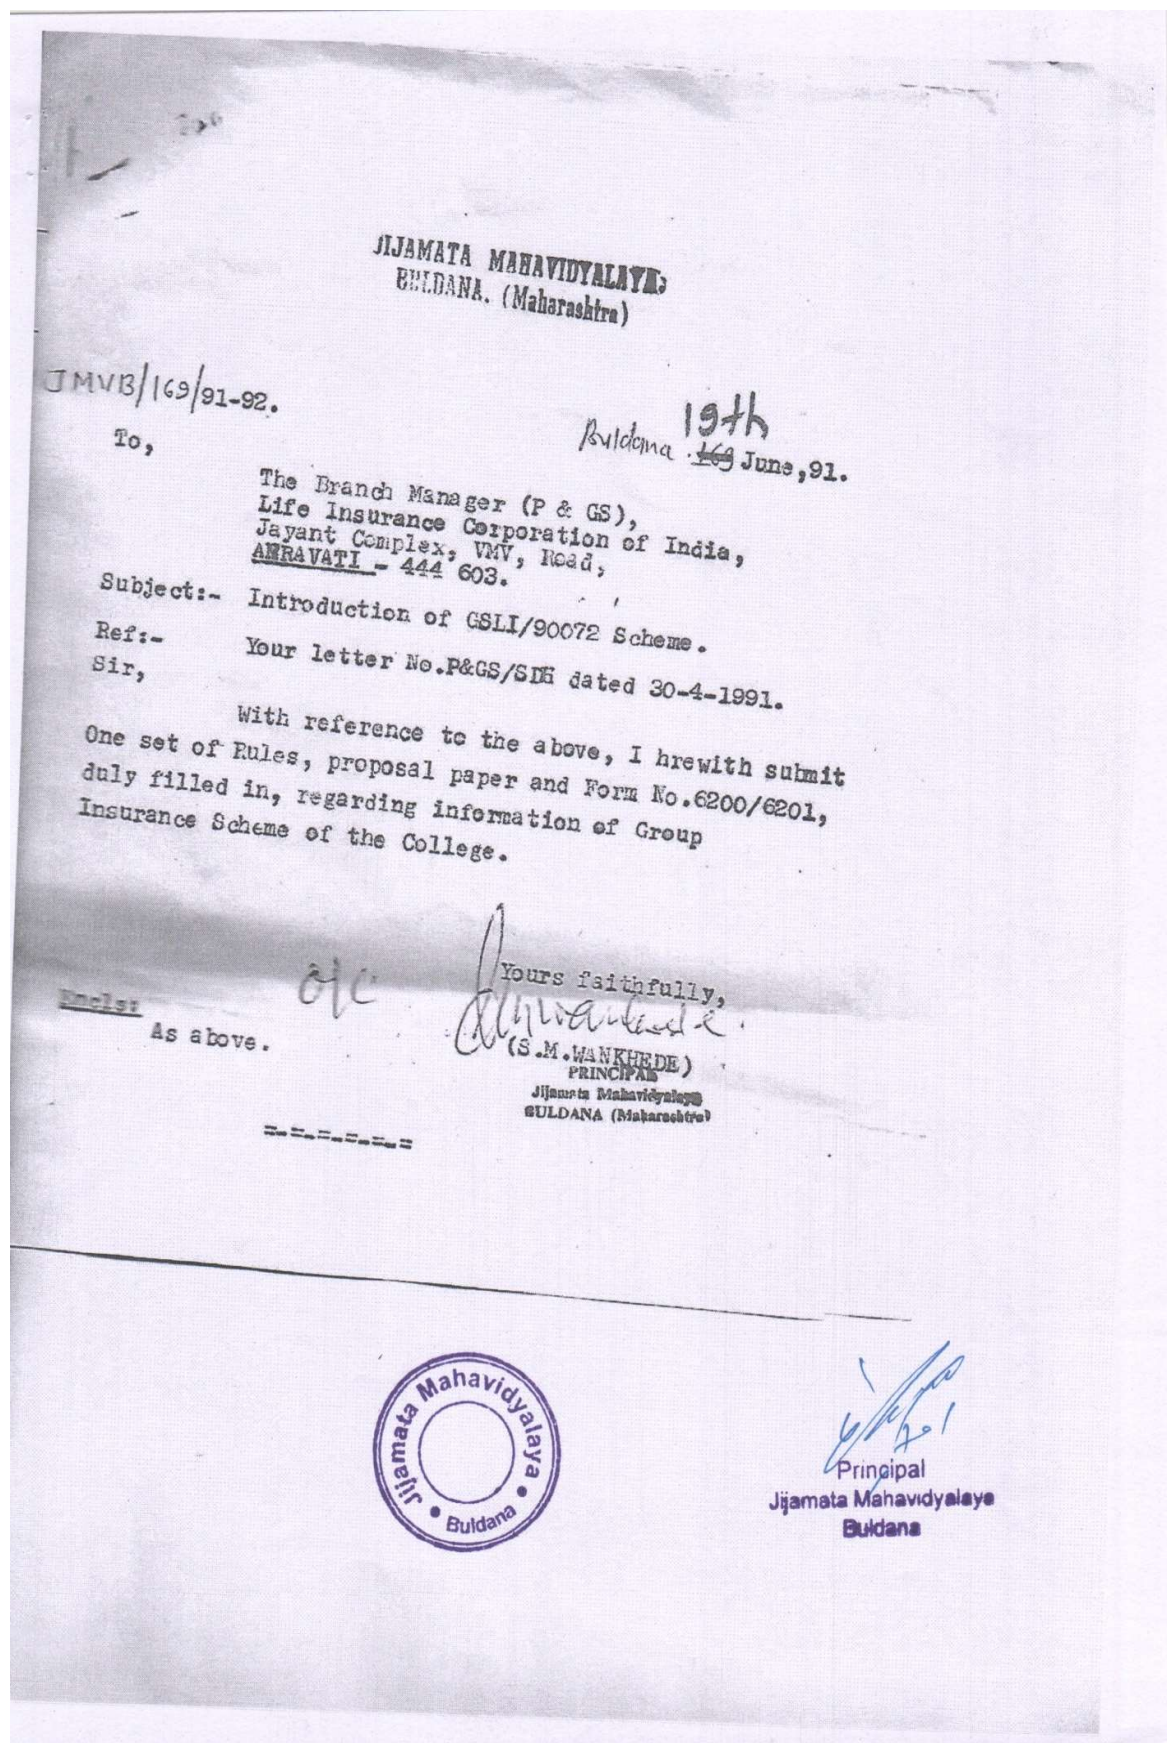 JIJAMATA MAHAVIDYALAYA,
BULDANA. (Maharashtra)
JMVB/169/91-92.
19th
Buldana 169 June,91.
To,
The Branch Manager (P & GS),
Life Insurance Corporation of India,
Jayant Complex, VMV, Road,
AMRAVATI - 444 603.
Subject:- Introduction of GSLI/90072 Scheme.
Ref:- Your letter No.P&GS/SDH dated 30-4-1991.
Sir,
With reference to the above, I hrewith submit
One set of Rules, proposal paper and Form No.6200/6201,
duly filled in, regarding information of Group
Insurance Scheme of the College.
Yours faithfully,
o/c
Encls:
As above.
(S.M.WANKHEDE)
PRINCIPAL
Jijamata Mahavidyalaya
BULDANA (Maharashtra)
=-=-=-=-=-=
Jijamata Mahavidyalaya
Buldana
Principal
Jijamata Mahavidyalaya
Buldana